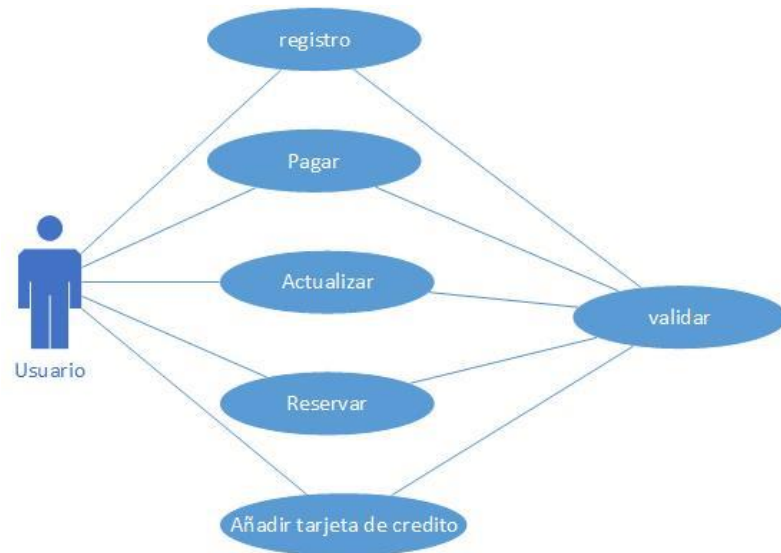 registro
Pagar
Actualizar
validar
Usuario
Reservar
Añadir tarjeta de credito